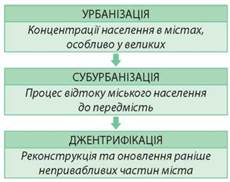 УРБАНІЗАЦІЯ
Концентрації населення в містах,
особливо у великих
СУБУРБАНІЗАЦІЯ
Процес відтоку міського населення
до передмість
ДЖЕНТРИФІКАЦІЯ
Реконструкція та оновлення раніше
непривабливих частин міста